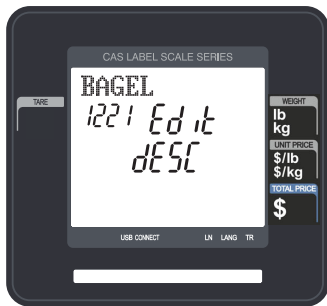 CAS LABEL SCALE SERIES
BAGEL
1221 Edit
dESC
TARE
WEIGHT
lb
kg
UNIT PRICE
$/lb
$/kg
TOTAL PRICE
$
USB CONNECT LN LANG TR